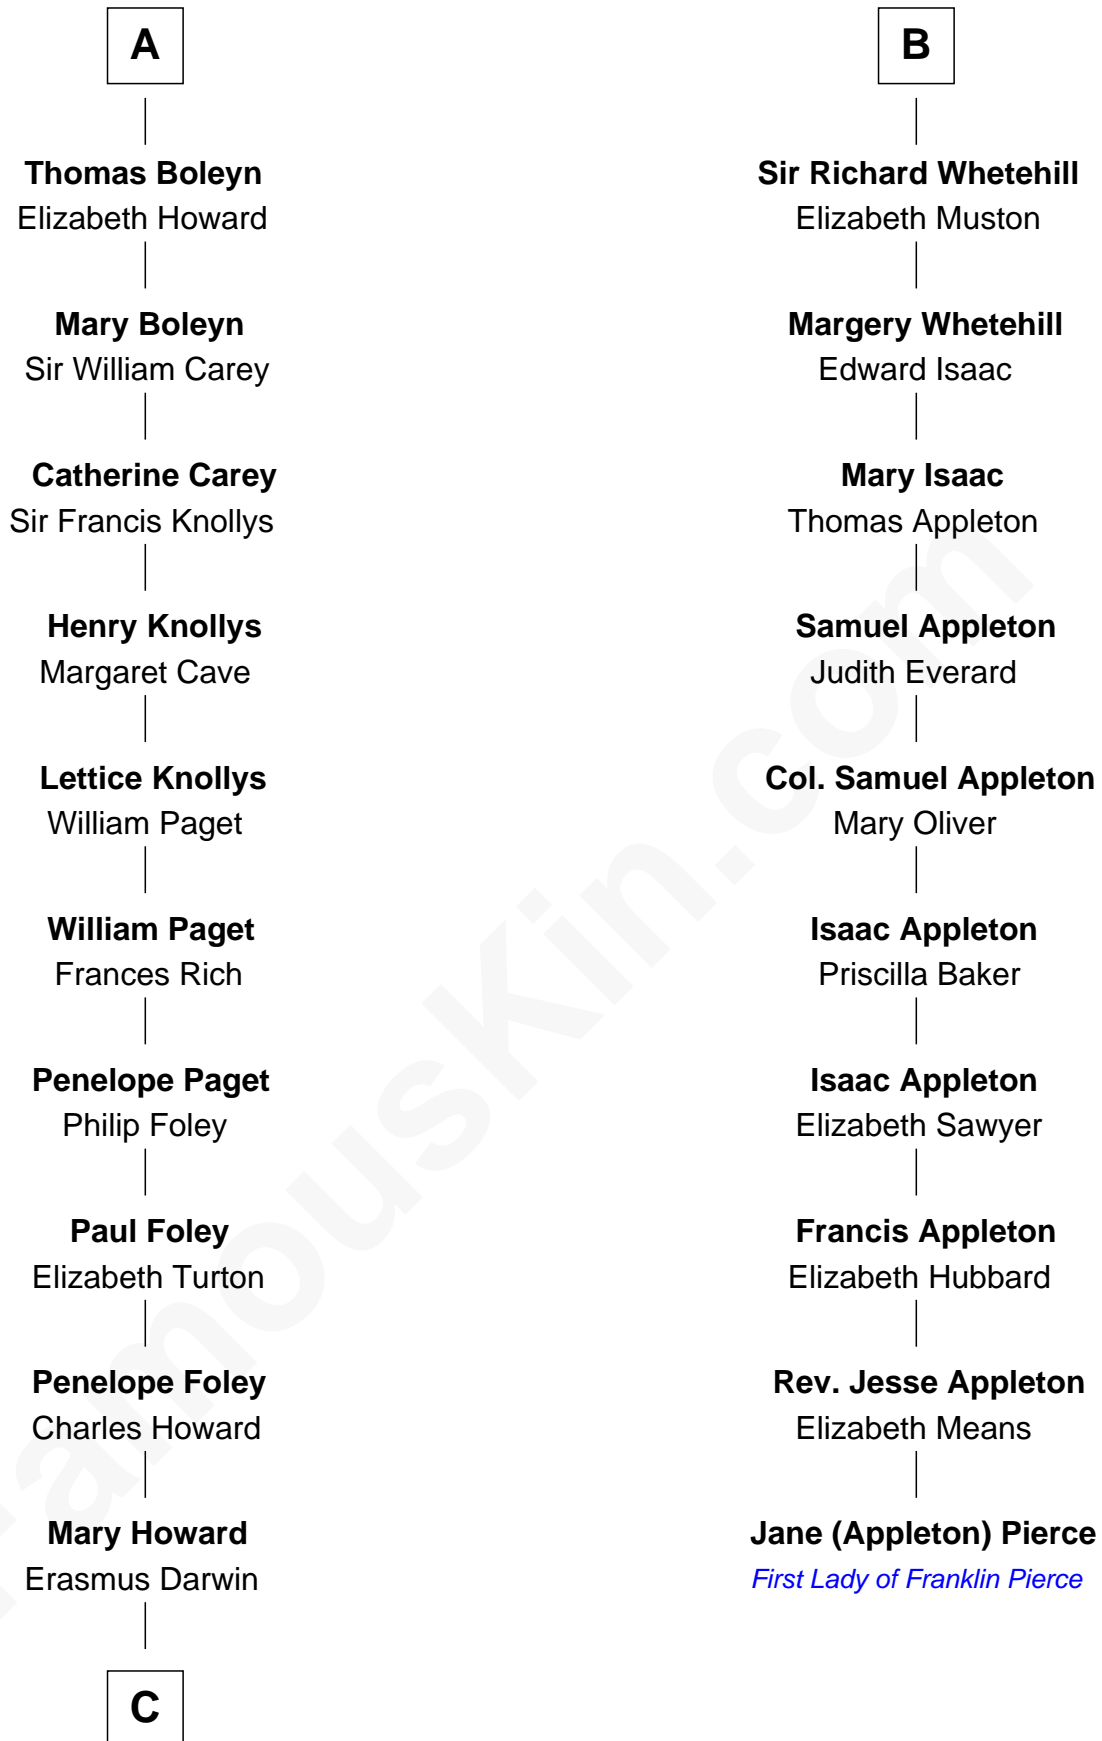 A
Thomas Boleyn
Elizabeth Howard
Mary Boleyn
Sir William Carey
Catherine Carey
Sir Francis Knollys
Henry Knollys
Margaret Cave
Lettice Knollys
William Paget
William Paget
Frances Rich
Penelope Paget
Philip Foley
Paul Foley
Elizabeth Turton
Penelope Foley
Charles Howard
Mary Howard
Erasmus Darwin
C
B
Sir Richard Whetehill
Elizabeth Muston
Margery Whetehill
Edward Isaac
Mary Isaac
Thomas Appleton
Samuel Appleton
Judith Everard
Col. Samuel Appleton
Mary Oliver
Isaac Appleton
Priscilla Baker
Isaac Appleton
Elizabeth Sawyer
Francis Appleton
Elizabeth Hubbard
Rev. Jesse Appleton
Elizabeth Means
Jane (Appleton) Pierce
First Lady of Franklin Pierce
FamousKin.com